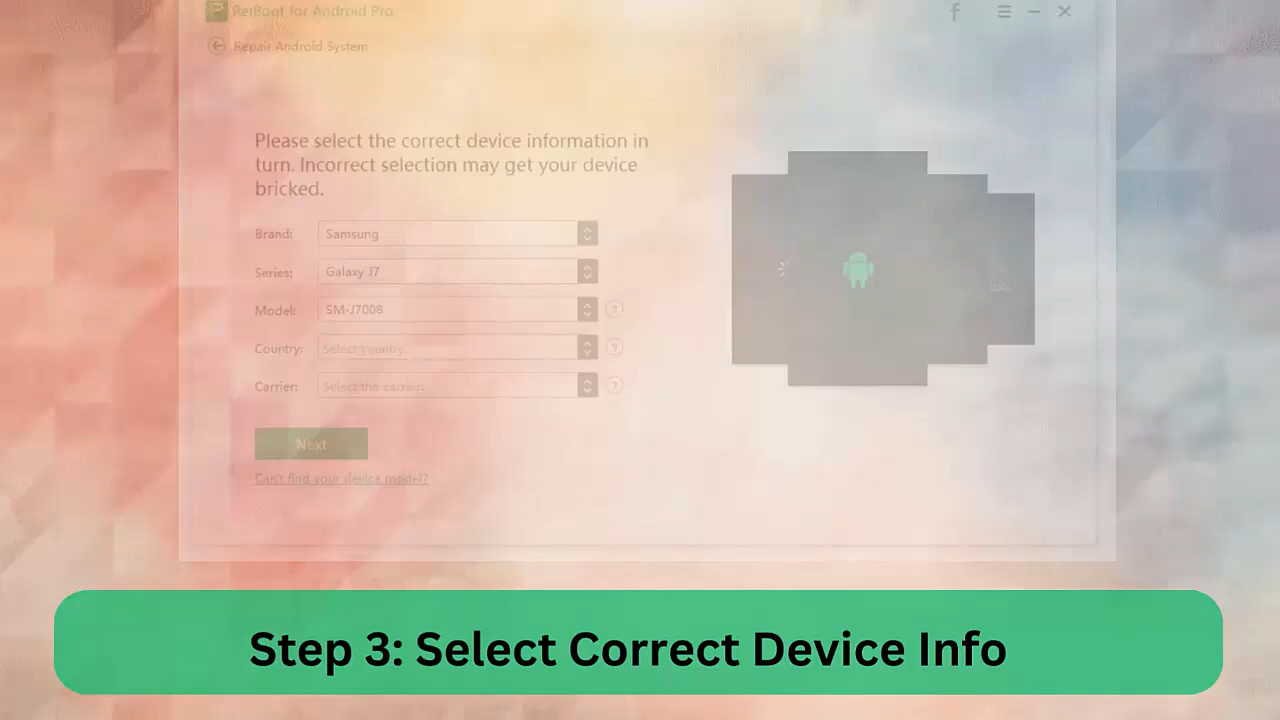 ReiBoot for Android Pro
Repair Android System
Please select the correct device information in
turn. Incorrect selection may get your device
bricked.
Brand: Samsung
Series: Galaxy J7
Model: SM-J7008
Country: Select country.
Carrier: Select the carrier.
Next
Can't find your device model?
Data
Step 3: Select Correct Device Info